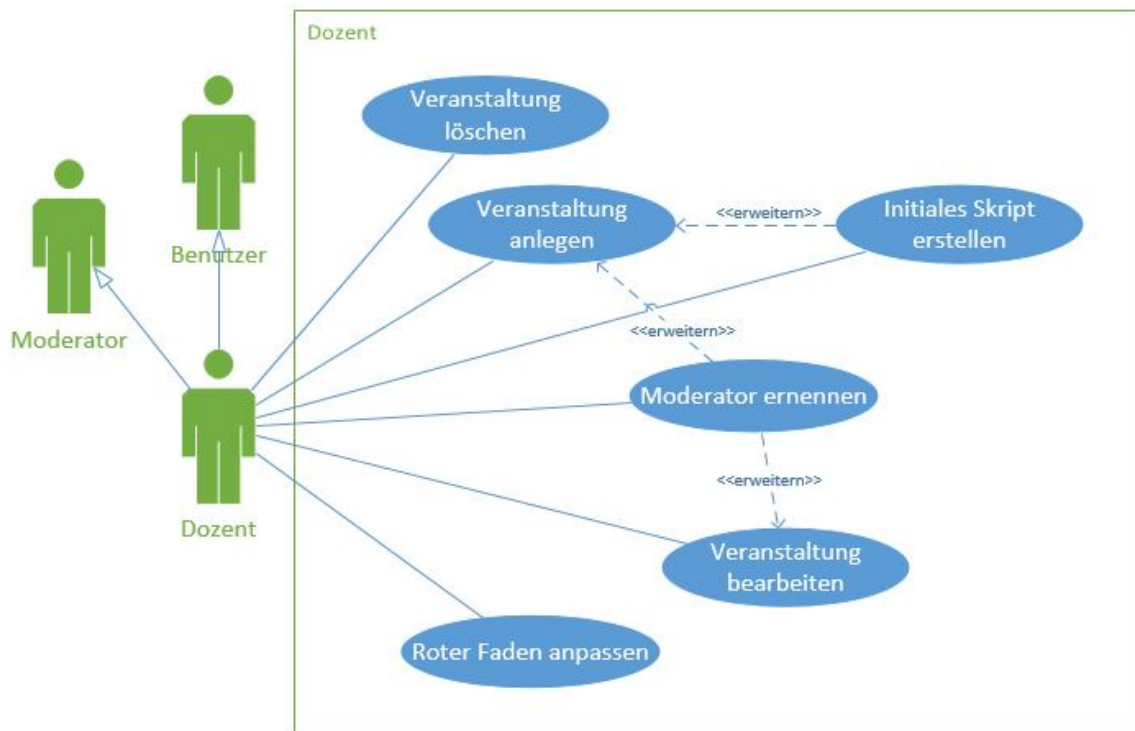 Dozent
Veranstaltung
löschen
Veranstaltung
anlegen
<<erweitern>>
Initiales Skript
erstellen
Benutzer
Moderator
<<erweitern>>
Moderator ernennen
<<erweitern>>
Dozent
Veranstaltung
bearbeiten
Roter Faden anpassen